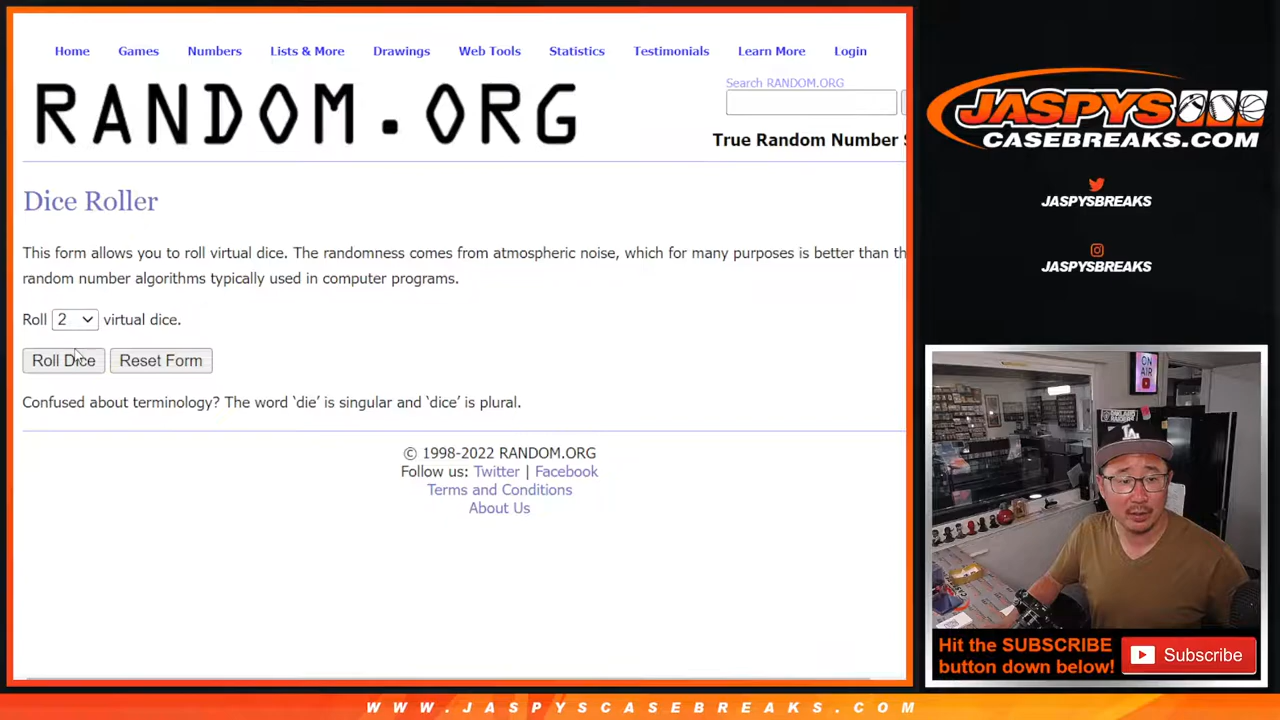 Home Games Numbers Lists & More Drawings Web Tools Statistics Testimonials Learn More Login
RANDOM.ORG
Search RANDOM.ORG
True Random Number
Dice Roller
This form allows you to roll virtual dice. The randomness comes from atmospheric noise, which for many purposes is better than th
random number algorithms typically used in computer programs.
Roll 2 virtual dice.
Roll Dice Reset Form
Confused about terminology? The word ‘die’ is singular and ‘dice’ is plural.
© 1998-2022 RANDOM.ORG
Follow us: Twitter | Facebook
Terms and Conditions
About Us
JASPYS
CASEBREAKS.COM
JASPYSBREAKS
JASPYSBREAKS
ON
AIR
Hit the SUBSCRIBE
button down below!
Subscribe
WWW.JASPYSCASEBREAKS.COM